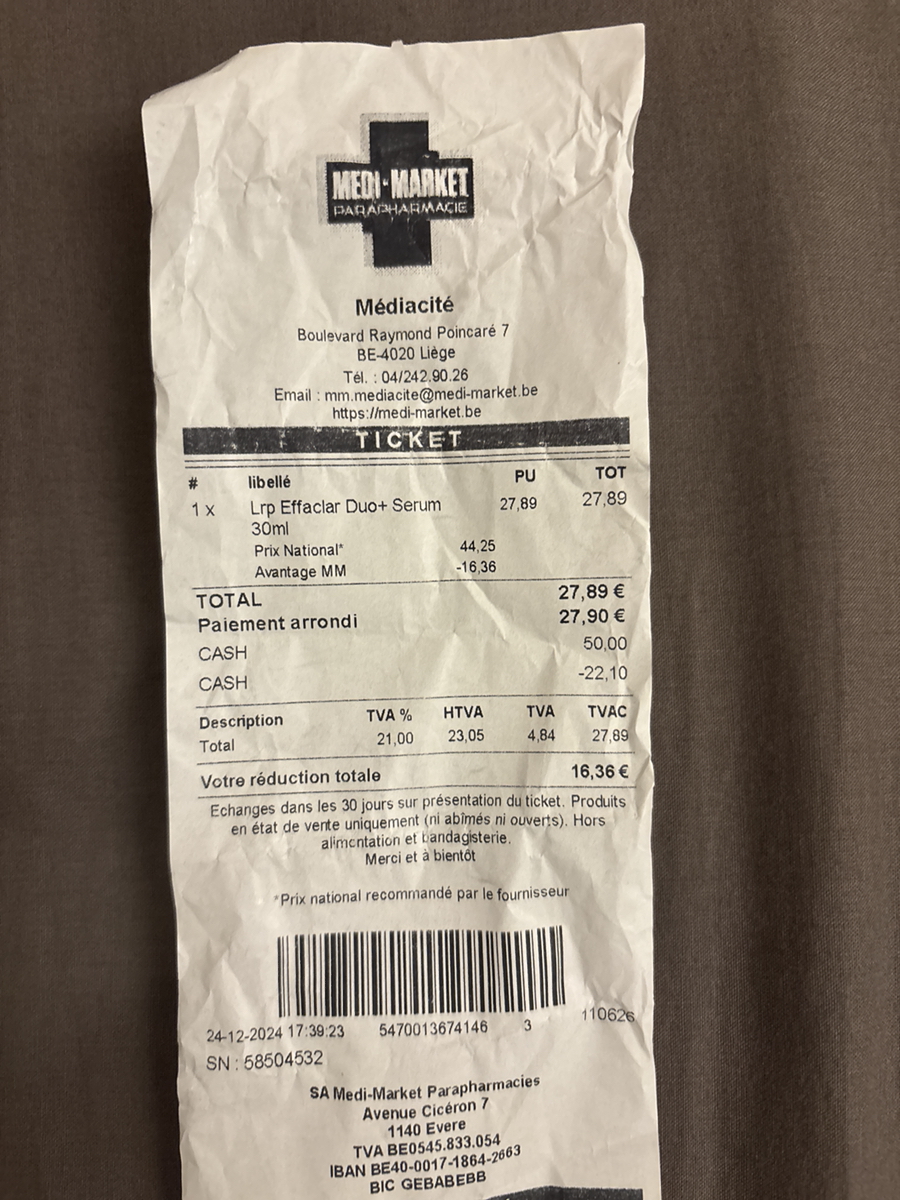 MEDI-MARKET
PARAPHARMACIE
Médiacité
Boulevard Raymond Poincaré 7
BE-4020 Liège
Tél. : 04/242.90.26
Email : mm.mediacite@medi-market.be
https://medi-market.be
TICKET
# libellé PU TOT
1 x Lrp Effaclar Duo+ Serum 27,89 27,89
30ml
Prix National* 44,25
Avantage MM -16,36
TOTAL 27,89 €
Paiement arrondi 27,90 €
CASH 50,00
CASH -22,10
Description TVA % HTVA TVA TVAC
Total 21,00 23,05 4,84 27,89
Votre réduction totale 16,36 €
Echanges dans les 30 jours sur présentation du ticket. Produits
en état de vente uniquement (ni abîmés ni ouverts). Hors
alimentation et bandagisterie.
Merci et à bientôt
*Prix national recommandé par le fournisseur
24-12-2024 17:39:23 5470013674146 3 110626
SN : 58504532
SA Medi-Market Parapharmacies
Avenue Cicéron 7
1140 Evere
TVA BE0545.833.054
IBAN BE40-0017-1864-2663
BIC GEBABEBB